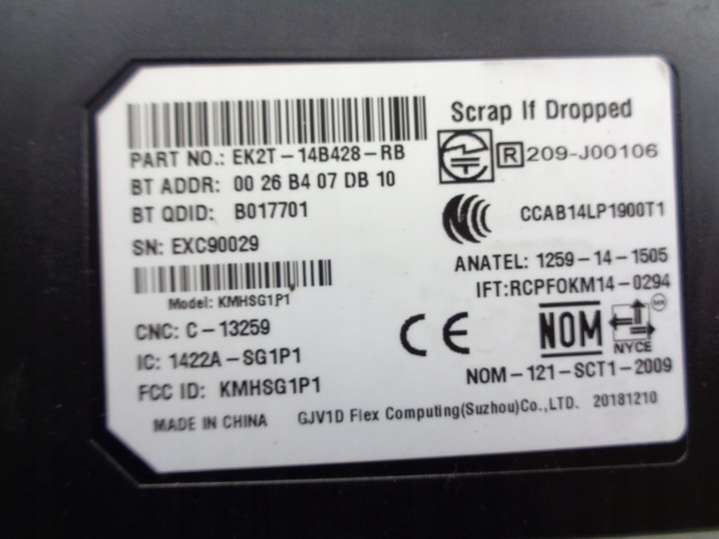 Scrap If Dropped
PART NO.: EK2T-14B428-RB
R 209-J00106
BT ADDR: 00 26 B4 07 DB 10
BT QDID: B017701
CCAB14LP1900T1
SN: EXC90029
ANATEL: 1259-14-1505
IFT:RCPFOKM14-0294
Model: KMHSG1P1
CNC: C-13259
CE
NOM
NYCE
IC: 1422A-SG1P1
NOM-121-SCT1-2009
FCC ID: KMHSG1P1
MADE IN CHINA GJV1D Flex Computing(Suzhou)Co.,LTD. 20181210